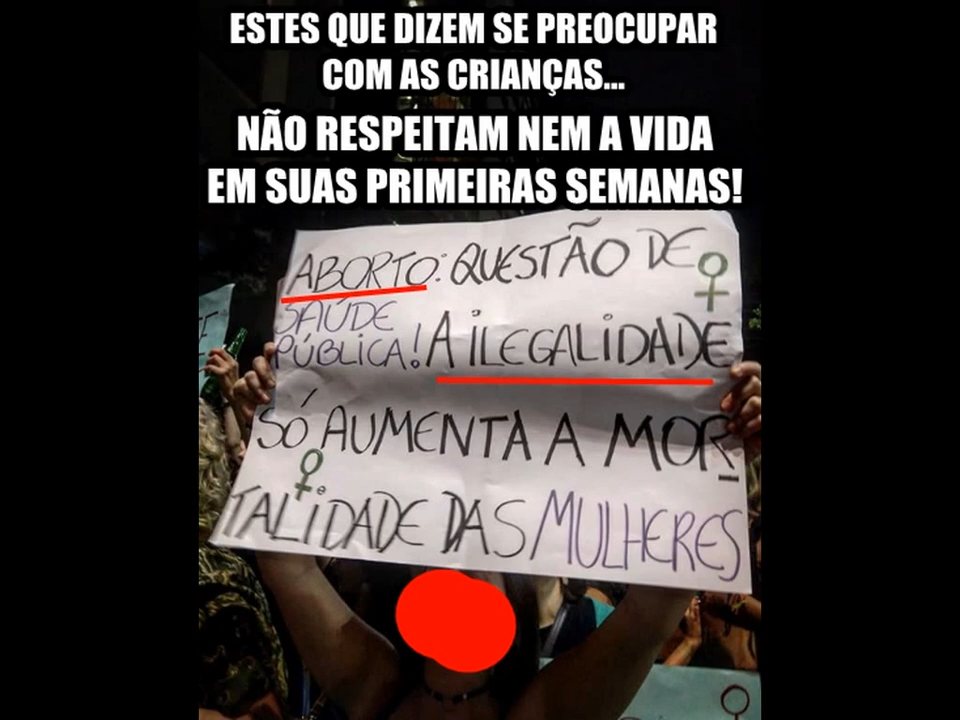 ESTES QUE DIZEM SE PREOCUPAR
COM AS CRIANÇAS...
NÃO RESPEITAM NEM A VIDA
EM SUAS PRIMEIRAS SEMANAS!
ABORTO: QUESTÃO DE
SAÚDE
PÚBLICA! A ILEGALIDADE
SÓ AUMENTA A MOR
TALIDADE DAS MULHERES